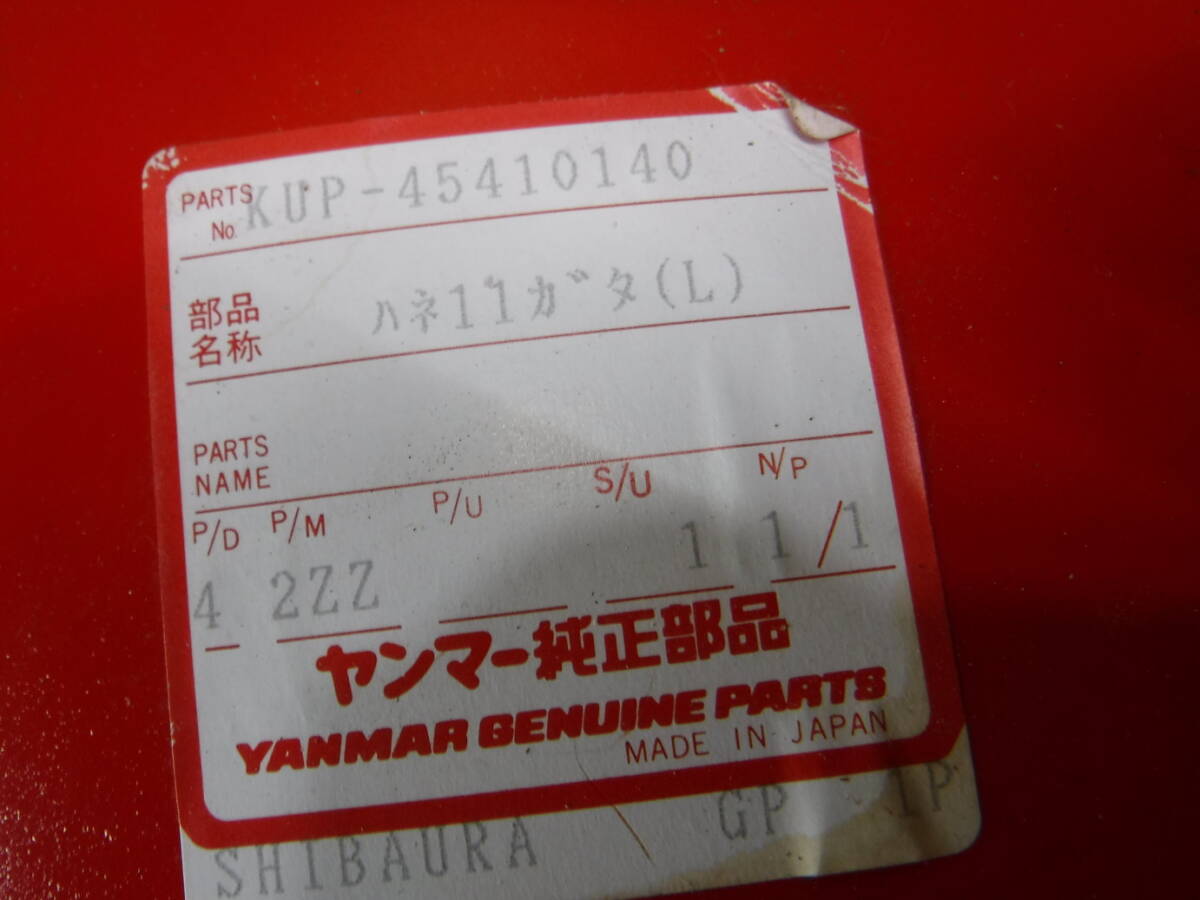 PARTS No. KUP-45410140
部品名称 ハネ11ガタ(L)
PARTS NAME
P/D P/M P/U S/U N/P
4 2ZZ 1 1/1
ヤンマー純正部品
YANMAR GENUINE PARTS
MADE IN JAPAN
SHIBAURA GP 1P